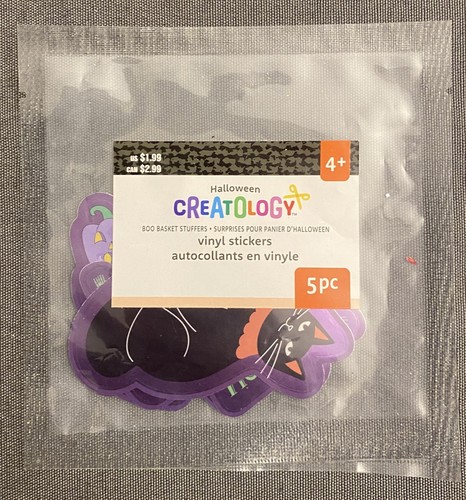 US $1.99
CAN $2.99
4+
Halloween
CREATOLOGY™
BOO BASKET STUFFERS • SURPRISES POUR PANIER D'HALLOWEEN
vinyl stickers
autocollants en vinyle
5pc